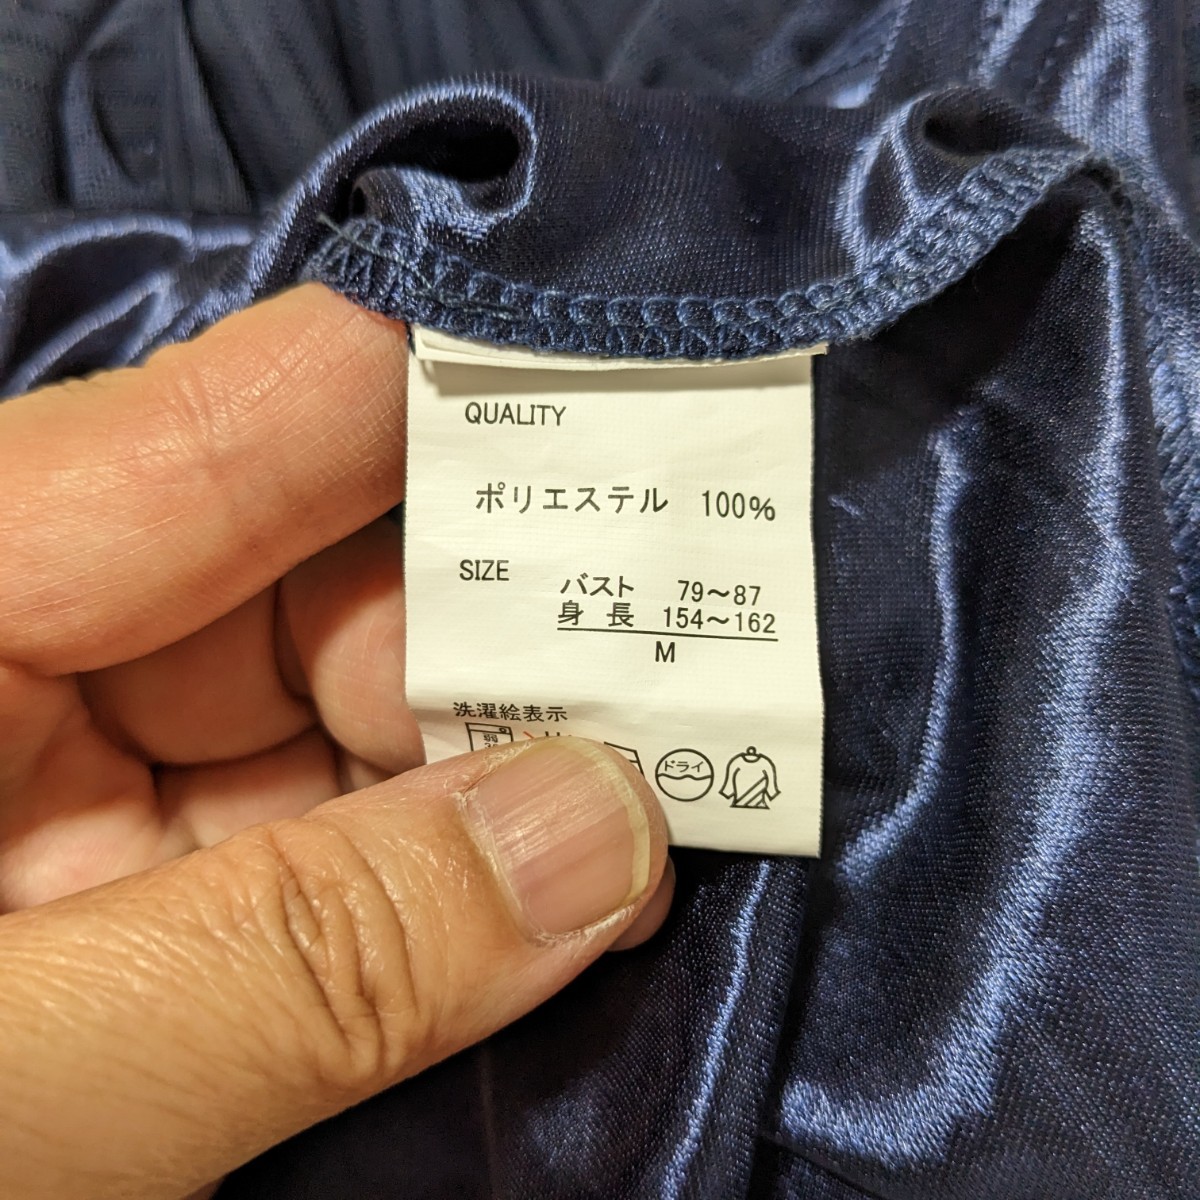 QUALITY
ポリエステル 100%
SIZE
バスト 79～87
身長 154～162
M
洗濯絵表示
弱
ドライ